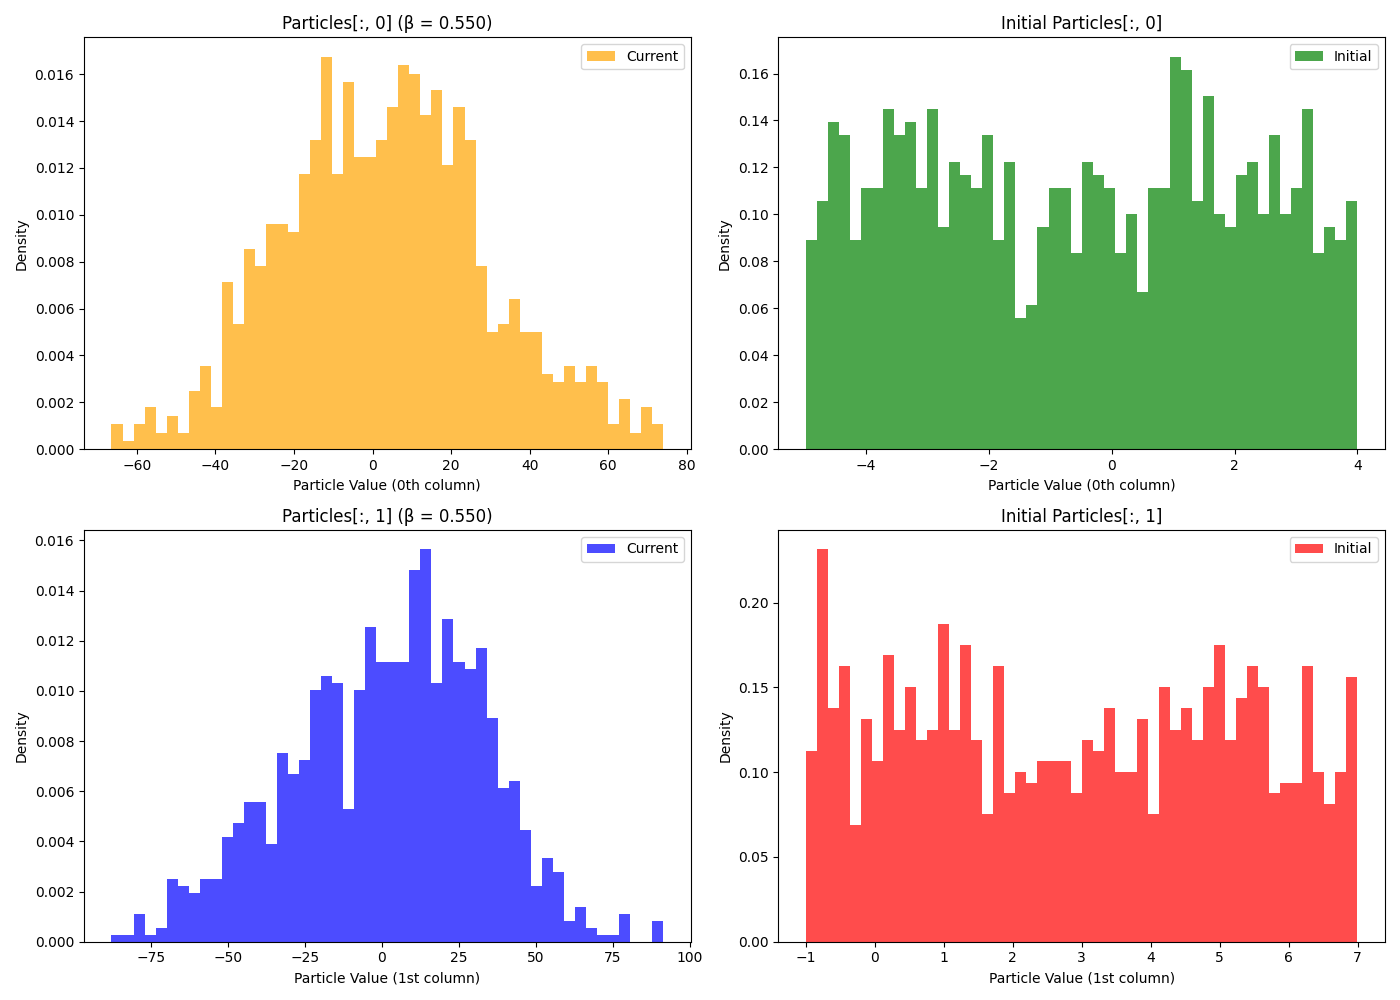 Particles[:, 0] (β = 0.550)
Current
0.016
0.014
0.012
0.010
0.008
0.006
0.004
0.002
0.000
Density
−60 −40 −20 0 20 40 60 80
Particle Value (0th column)
Initial Particles[:, 0]
Initial
0.16
0.14
0.12
0.10
0.08
0.06
0.04
0.02
0.00
Density
−4 −2 0 2 4
Particle Value (0th column)
Particles[:, 1] (β = 0.550)
Current
0.016
0.014
0.012
0.010
0.008
0.006
0.004
0.002
0.000
Density
−75 −50 −25 0 25 50 75 100
Particle Value (1st column)
Initial Particles[:, 1]
Initial
0.20
0.15
0.10
0.05
0.00
Density
−1 0 1 2 3 4 5 6 7
Particle Value (1st column)